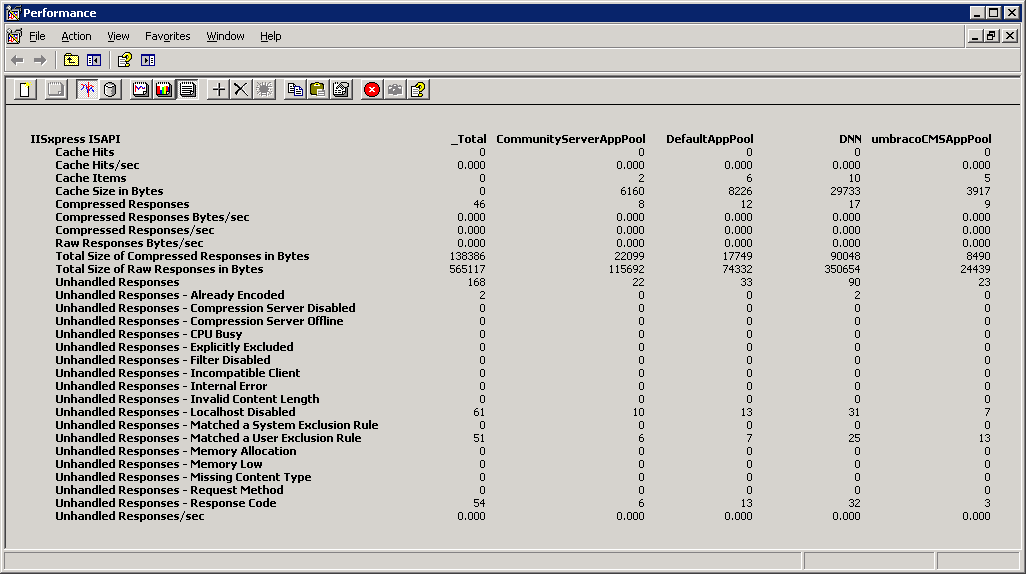 Performance
File Action View Favorites Window Help
IISxpress ISAPI _Total CommunityServerAppPool DefaultAppPool DNN umbracoCMSAppPool
Cache Hits 0 0 0 0 0
Cache Hits/sec 0.000 0.000 0.000 0.000 0.000
Cache Items 0 2 6 10 5
Cache Size in Bytes 0 6160 8226 29733 3917
Compressed Responses 46 8 12 17 9
Compressed Responses Bytes/sec 0.000 0.000 0.000 0.000 0.000
Compressed Responses/sec 0.000 0.000 0.000 0.000 0.000
Raw Responses Bytes/sec 0.000 0.000 0.000 0.000 0.000
Total Size of Compressed Responses in Bytes 138386 22099 17749 90048 8490
Total Size of Raw Responses in Bytes 565117 115692 74332 350654 24439
Unhandled Responses 168 22 33 90 23
Unhandled Responses - Already Encoded 2 0 0 2 0
Unhandled Responses - Compression Server Disabled 0 0 0 0 0
Unhandled Responses - Compression Server Offline 0 0 0 0 0
Unhandled Responses - CPU Busy 0 0 0 0 0
Unhandled Responses - Explicitly Excluded 0 0 0 0 0
Unhandled Responses - Filter Disabled 0 0 0 0 0
Unhandled Responses - Incompatible Client 0 0 0 0 0
Unhandled Responses - Internal Error 0 0 0 0 0
Unhandled Responses - Invalid Content Length 0 0 0 0 0
Unhandled Responses - Localhost Disabled 61 10 13 31 7
Unhandled Responses - Matched a System Exclusion Rule 0 0 0 0 0
Unhandled Responses - Matched a User Exclusion Rule 51 6 7 25 13
Unhandled Responses - Memory Allocation 0 0 0 0 0
Unhandled Responses - Memory Low 0 0 0 0 0
Unhandled Responses - Missing Content Type 0 0 0 0 0
Unhandled Responses - Request Method 0 0 0 0 0
Unhandled Responses - Response Code 54 6 13 32 3
Unhandled Responses/sec 0.000 0.000 0.000 0.000 0.000